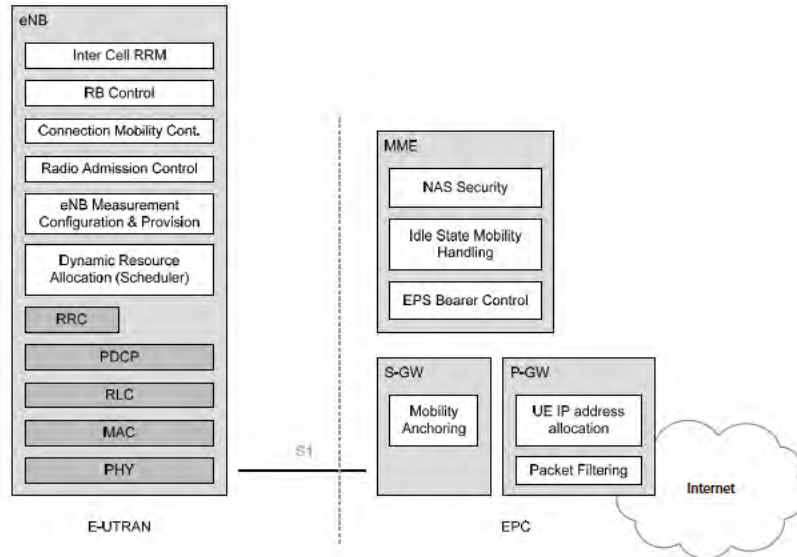 eNB
Inter Cell RRM
RB Control
Connection Mobility Cont.
Radio Admission Control
eNB Measurement
Configuration & Provision
Dynamic Resource
Allocation (Scheduler)
RRC
PDCP
RLC
MAC
PHY
S1
MME
NAS Security
Idle State Mobility
Handling
EPS Bearer Control
S-GW
Mobility
Anchoring
P-GW
UE IP address
allocation
Packet Filtering
Internet
E-UTRAN
EPC